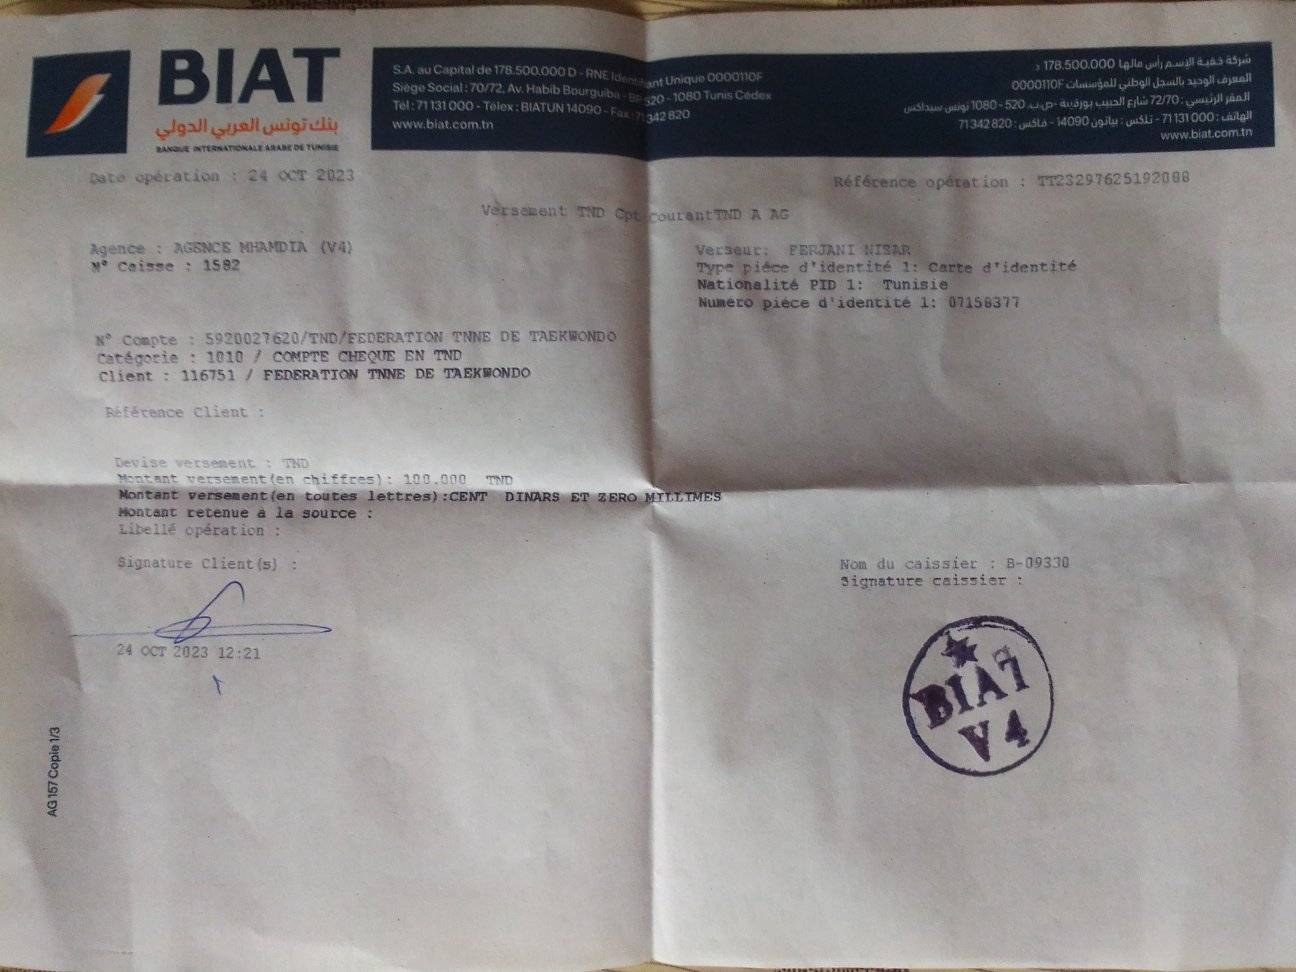 BIAT
بنك تونس العربي الدولي
BANQUE INTERNATIONALE ARABE DE TUNISIE
S.A. au Capital de 178.500.000 D - RNE Identifiant Unique 0000110F
Siège Social : 70/72, Av. Habib Bourguiba - BP 520 - 1080 Tunis Cédex
Tél : 71 131 000 - Télex : BIATUN 14090 - Fax : 71 342 820
www.biat.com.tn
شركة خفية الإسم رأس مالها 178.500.000 د
المعرف الوحيد بالسجل الوطني للمؤسسات 0000110F
المقر الرئيسي : 72/70 شارع الحبيب بورقيبة -ص.ب. 520 - 1080 تونس سيداكس
الهاتف : 000 131 71 - تلكس : بياتون 14090 - فاكس : 820 342 71
www.biat.com.tn
Date opération : 24 OCT 2023
Référence opération : TT23297625192088
Versement TND Cpt courantTND A AG
Agence : AGENCE MHAMDIA (V4)
N° Caisse : 1582
Verseur: FERJANI NISAR
Type piéce d'identité 1: Carte d'identité
Nationalité PID 1: Tunisie
Numéro piéce d'identité 1: 07158377
N° Compte : 5920027620/TND/FEDERATION TNNE DE TAEKWONDO
Catégorie : 1010 / COMPTE CHEQUE EN TND
Client : 116751 / FEDERATION TNNE DE TAEKWONDO
Référence Client :
Devise versement : TND
Montant versement(en chiffres): 100.000 TND
Montant versement(en toutes lettres):CENT DINARS ET ZERO MILLIMES
Montant retenue à la source :
Libellé opération :
Signature Client(s) :
24 OCT 2023 12:21
Nom du caissier : B-09330
Signature caissier :
BIAT
V4
AG 157 Copie 1/3